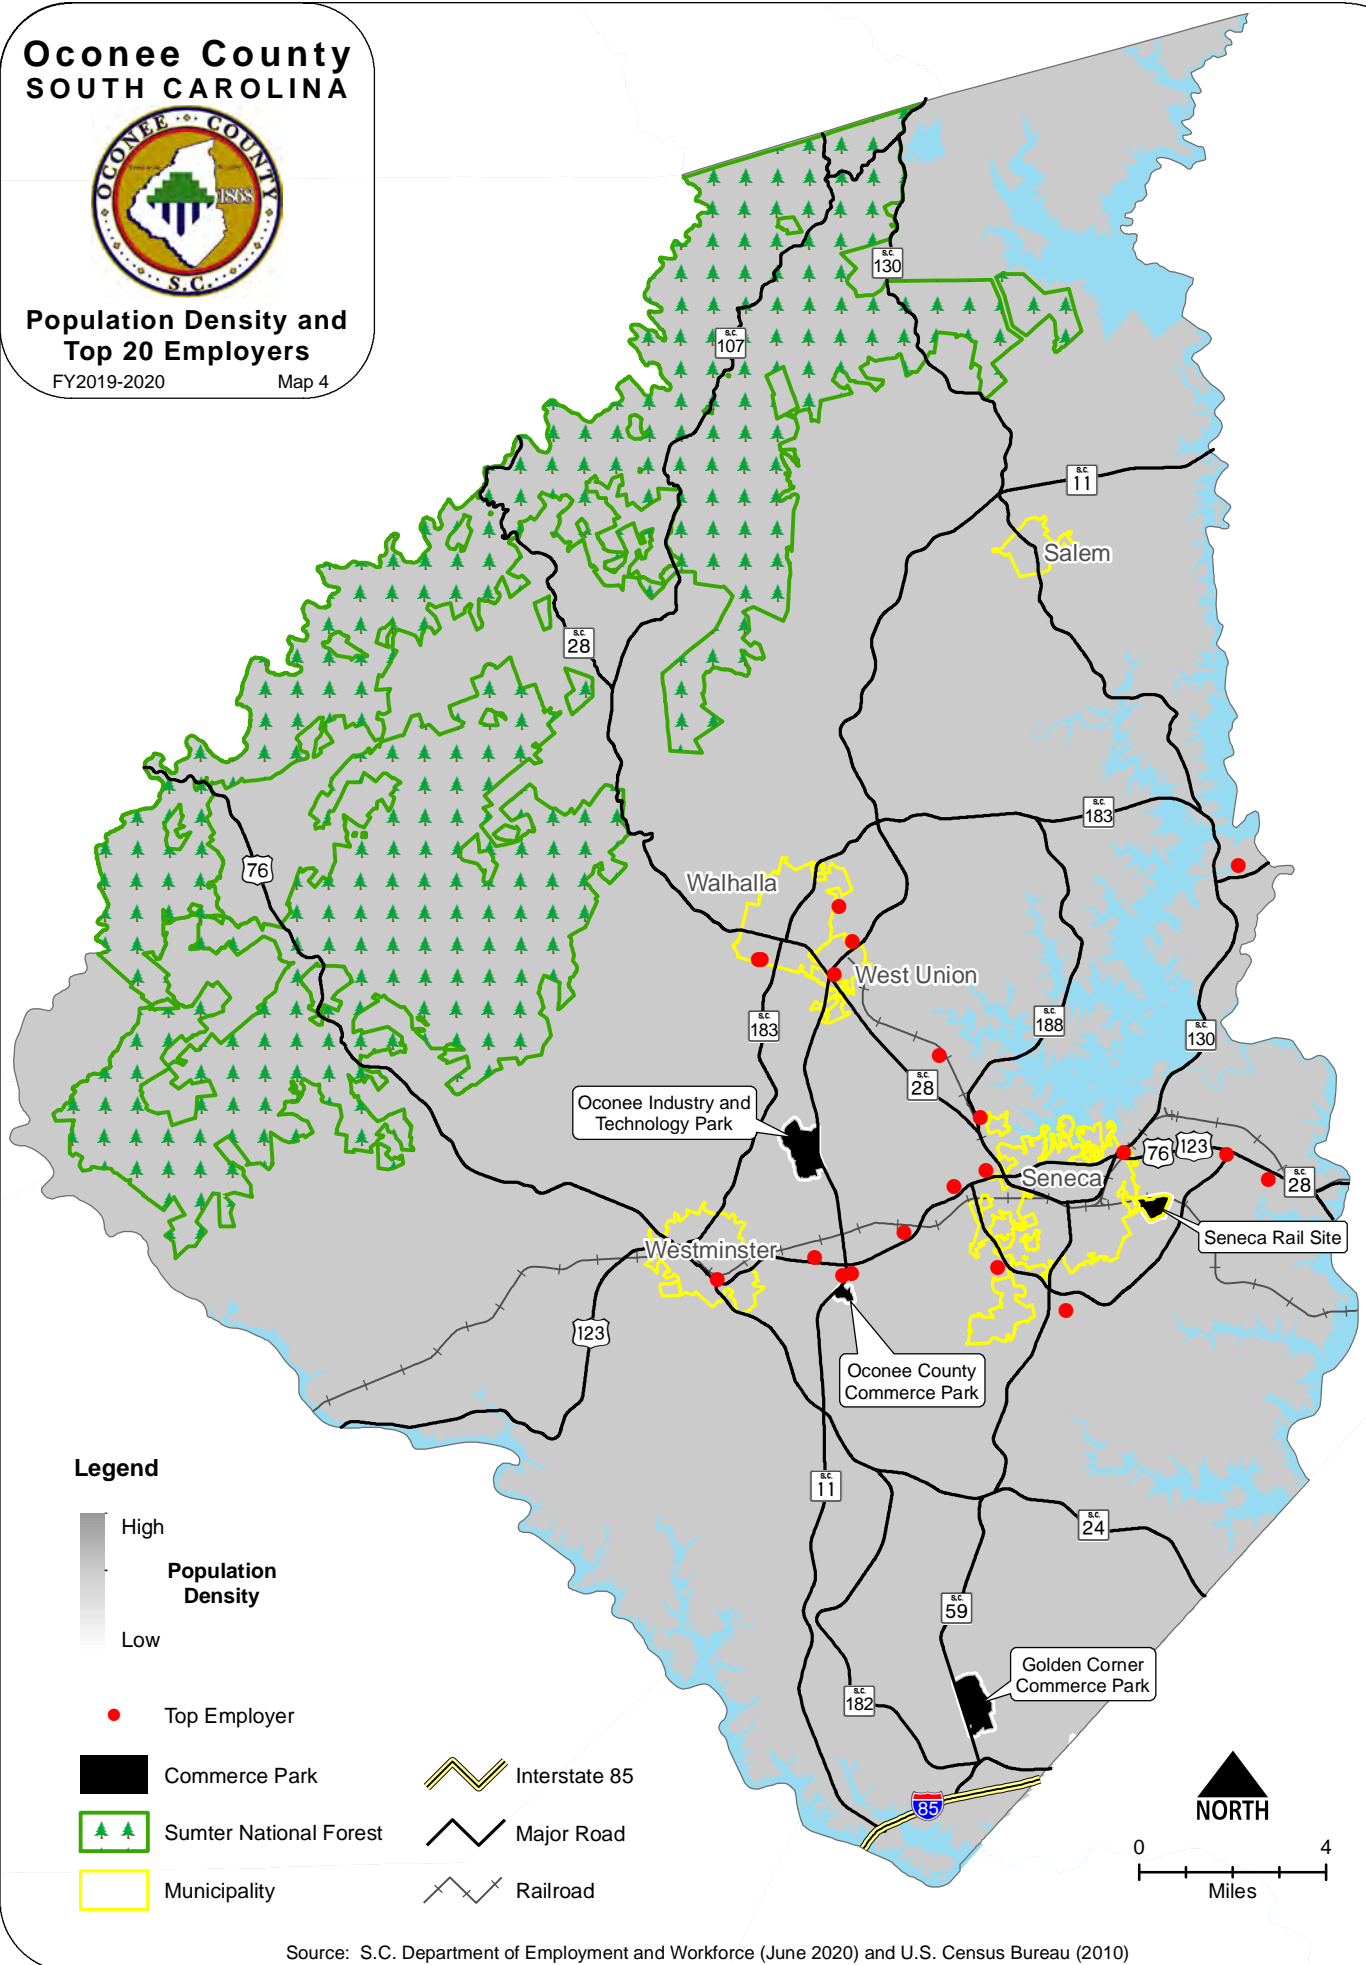 Oconee County
SOUTH CAROLINA
OCONEE COUNTY
1868
S.C.
Population Density and
Top 20 Employers
FY2019-2020 Map 4
S.C.
130
S.C.
107
S.C.
11
Salem
S.C.
28
S.C.
183
76
Walhalla
West Union
S.C.
183
S.C.
188
S.C.
130
S.C.
28
Oconee Industry and
Technology Park
76
123
Seneca
S.C.
28
Seneca Rail Site
Westminster
123
Oconee County
Commerce Park
S.C.
11
S.C.
24
S.C.
59
Golden Corner
Commerce Park
S.C.
182
85
Legend
High
Population
Density
Low
Top Employer
Commerce Park
Sumter National Forest
Municipality
Interstate 85
Major Road
Railroad
NORTH
0 4
Miles
Source: S.C. Department of Employment and Workforce (June 2020) and U.S. Census Bureau (2010)